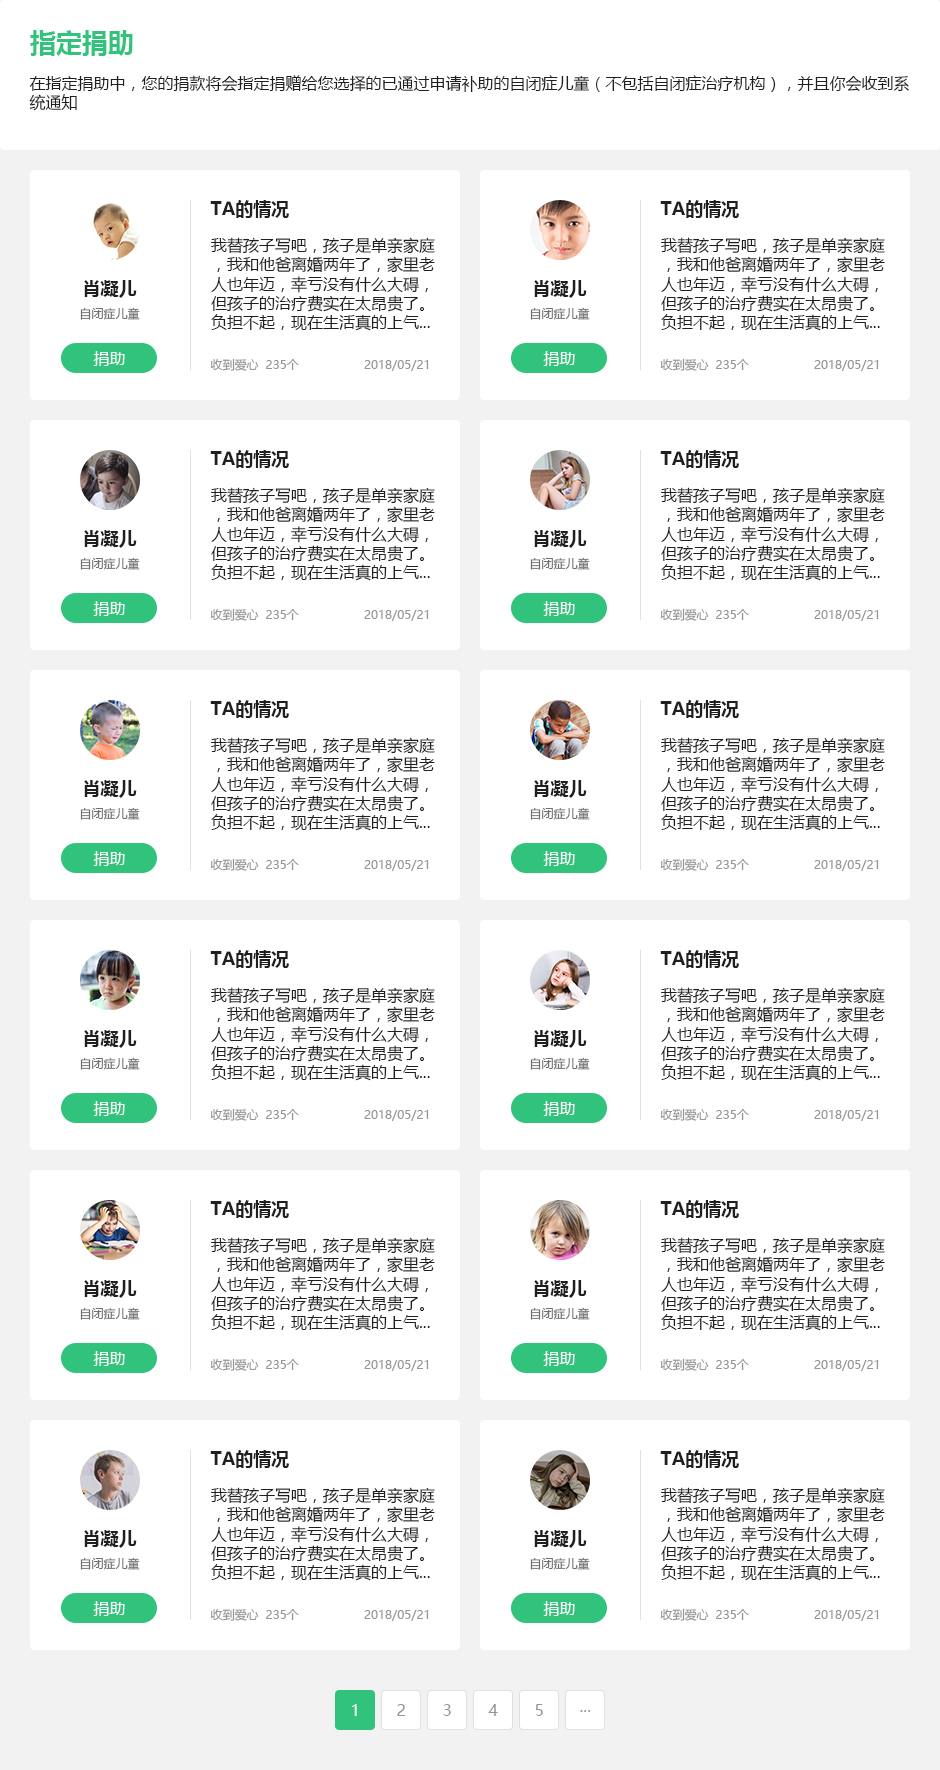 指定捐助
在指定捐助中，您的捐款将会指定捐赠给您选择的已通过申请补助的自闭症儿童（不包括自闭症治疗机构），并且你会收到系
统通知
TA的情况
我替孩子写吧，孩子是单亲家庭
，我和他爸离婚两年了，家里老
人也年迈，幸亏没有什么大碍，
但孩子的治疗费实在太昂贵了。
负担不起，现在生活真的上气...
肖凝儿
自闭症儿童
捐助
收到爱心 235个 2018/05/21
TA的情况
我替孩子写吧，孩子是单亲家庭
，我和他爸离婚两年了，家里老
人也年迈，幸亏没有什么大碍，
但孩子的治疗费实在太昂贵了。
负担不起，现在生活真的上气...
肖凝儿
自闭症儿童
捐助
收到爱心 235个 2018/05/21
TA的情况
我替孩子写吧，孩子是单亲家庭
，我和他爸离婚两年了，家里老
人也年迈，幸亏没有什么大碍，
但孩子的治疗费实在太昂贵了。
负担不起，现在生活真的上气...
肖凝儿
自闭症儿童
捐助
收到爱心 235个 2018/05/21
TA的情况
我替孩子写吧，孩子是单亲家庭
，我和他爸离婚两年了，家里老
人也年迈，幸亏没有什么大碍，
但孩子的治疗费实在太昂贵了。
负担不起，现在生活真的上气...
肖凝儿
自闭症儿童
捐助
收到爱心 235个 2018/05/21
TA的情况
我替孩子写吧，孩子是单亲家庭
，我和他爸离婚两年了，家里老
人也年迈，幸亏没有什么大碍，
但孩子的治疗费实在太昂贵了。
负担不起，现在生活真的上气...
肖凝儿
自闭症儿童
捐助
收到爱心 235个 2018/05/21
TA的情况
我替孩子写吧，孩子是单亲家庭
，我和他爸离婚两年了，家里老
人也年迈，幸亏没有什么大碍，
但孩子的治疗费实在太昂贵了。
负担不起，现在生活真的上气...
肖凝儿
自闭症儿童
捐助
收到爱心 235个 2018/05/21
TA的情况
我替孩子写吧，孩子是单亲家庭
，我和他爸离婚两年了，家里老
人也年迈，幸亏没有什么大碍，
但孩子的治疗费实在太昂贵了。
负担不起，现在生活真的上气...
肖凝儿
自闭症儿童
捐助
收到爱心 235个 2018/05/21
TA的情况
我替孩子写吧，孩子是单亲家庭
，我和他爸离婚两年了，家里老
人也年迈，幸亏没有什么大碍，
但孩子的治疗费实在太昂贵了。
负担不起，现在生活真的上气...
肖凝儿
自闭症儿童
捐助
收到爱心 235个 2018/05/21
TA的情况
我替孩子写吧，孩子是单亲家庭
，我和他爸离婚两年了，家里老
人也年迈，幸亏没有什么大碍，
但孩子的治疗费实在太昂贵了。
负担不起，现在生活真的上气...
肖凝儿
自闭症儿童
捐助
收到爱心 235个 2018/05/21
TA的情况
我替孩子写吧，孩子是单亲家庭
，我和他爸离婚两年了，家里老
人也年迈，幸亏没有什么大碍，
但孩子的治疗费实在太昂贵了。
负担不起，现在生活真的上气...
肖凝儿
自闭症儿童
捐助
收到爱心 235个 2018/05/21
TA的情况
我替孩子写吧，孩子是单亲家庭
，我和他爸离婚两年了，家里老
人也年迈，幸亏没有什么大碍，
但孩子的治疗费实在太昂贵了。
负担不起，现在生活真的上气...
肖凝儿
自闭症儿童
捐助
收到爱心 235个 2018/05/21
TA的情况
我替孩子写吧，孩子是单亲家庭
，我和他爸离婚两年了，家里老
人也年迈，幸亏没有什么大碍，
但孩子的治疗费实在太昂贵了。
负担不起，现在生活真的上气...
肖凝儿
自闭症儿童
捐助
收到爱心 235个 2018/05/21
1 2 3 4 5 ...